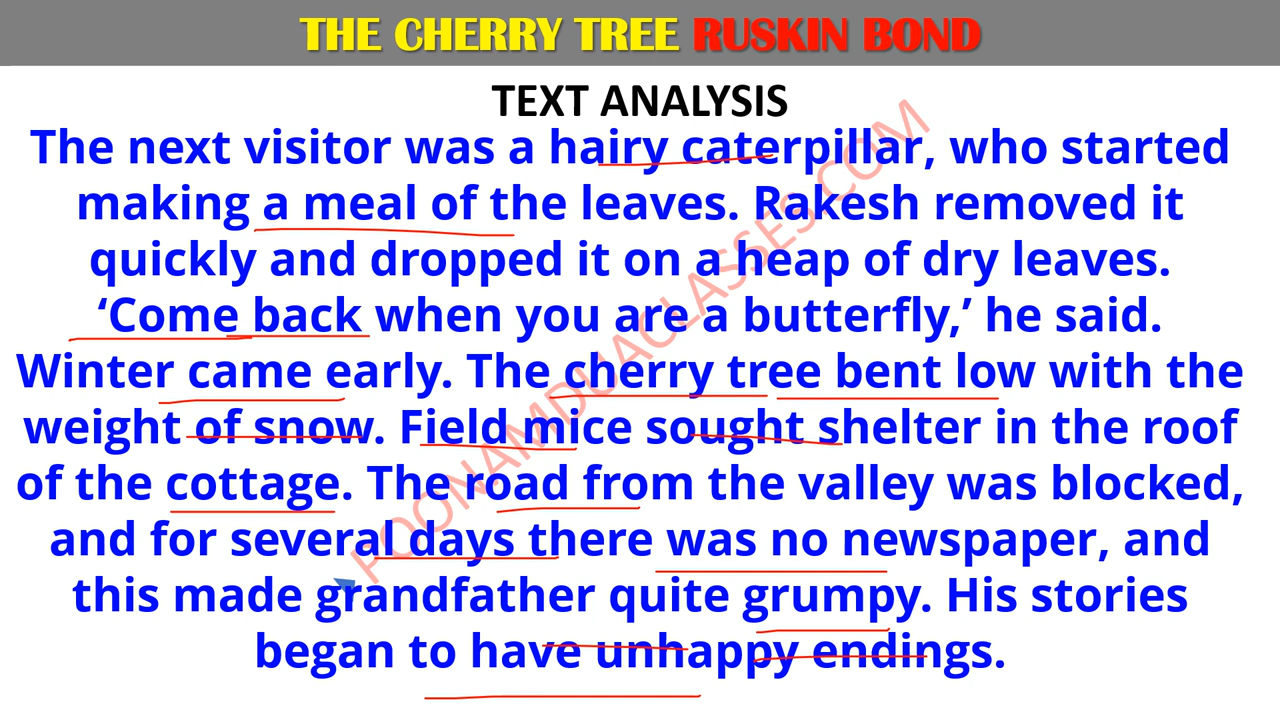 THE CHERRY TREE RUSKIN BOND
TEXT ANALYSIS
The next visitor was a hairy caterpillar, who started
making a meal of the leaves. Rakesh removed it
quickly and dropped it on a heap of dry leaves.
‘Come back when you are a butterfly,’ he said.
Winter came early. The cherry tree bent low with the
weight of snow. Field mice sought shelter in the roof
of the cottage. The road from the valley was blocked,
and for several days there was no newspaper, and
this made grandfather quite grumpy. His stories
began to have unhappy endings.
POONAMDUACLASSES.COM